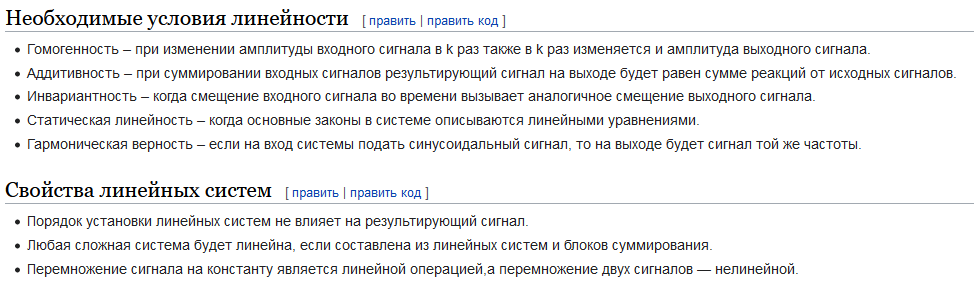 Необходимые условия линейности [ править | править код ]
• Гомогенность – при изменении амплитуды входного сигнала в k раз также в k раз изменяется и амплитуда выходного сигнала.
• Аддитивность – при суммировании входных сигналов результирующий сигнал на выходе будет равен сумме реакций от исходных сигналов.
• Инвариантность – когда смещение входного сигнала во времени вызывает аналогичное смещение выходного сигнала.
• Статическая линейность – когда основные законы в системе описываются линейными уравнениями.
• Гармоническая верность – если на вход системы подать синусоидальный сигнал, то на выходе будет сигнал той же частоты.
Свойства линейных систем [ править | править код ]
• Порядок установки линейных систем не влияет на результирующий сигнал.
• Любая сложная система будет линейна, если составлена из линейных систем и блоков суммирования.
• Перемножение сигнала на константу является линейной операцией,а перемножение двух сигналов — нелинейной.